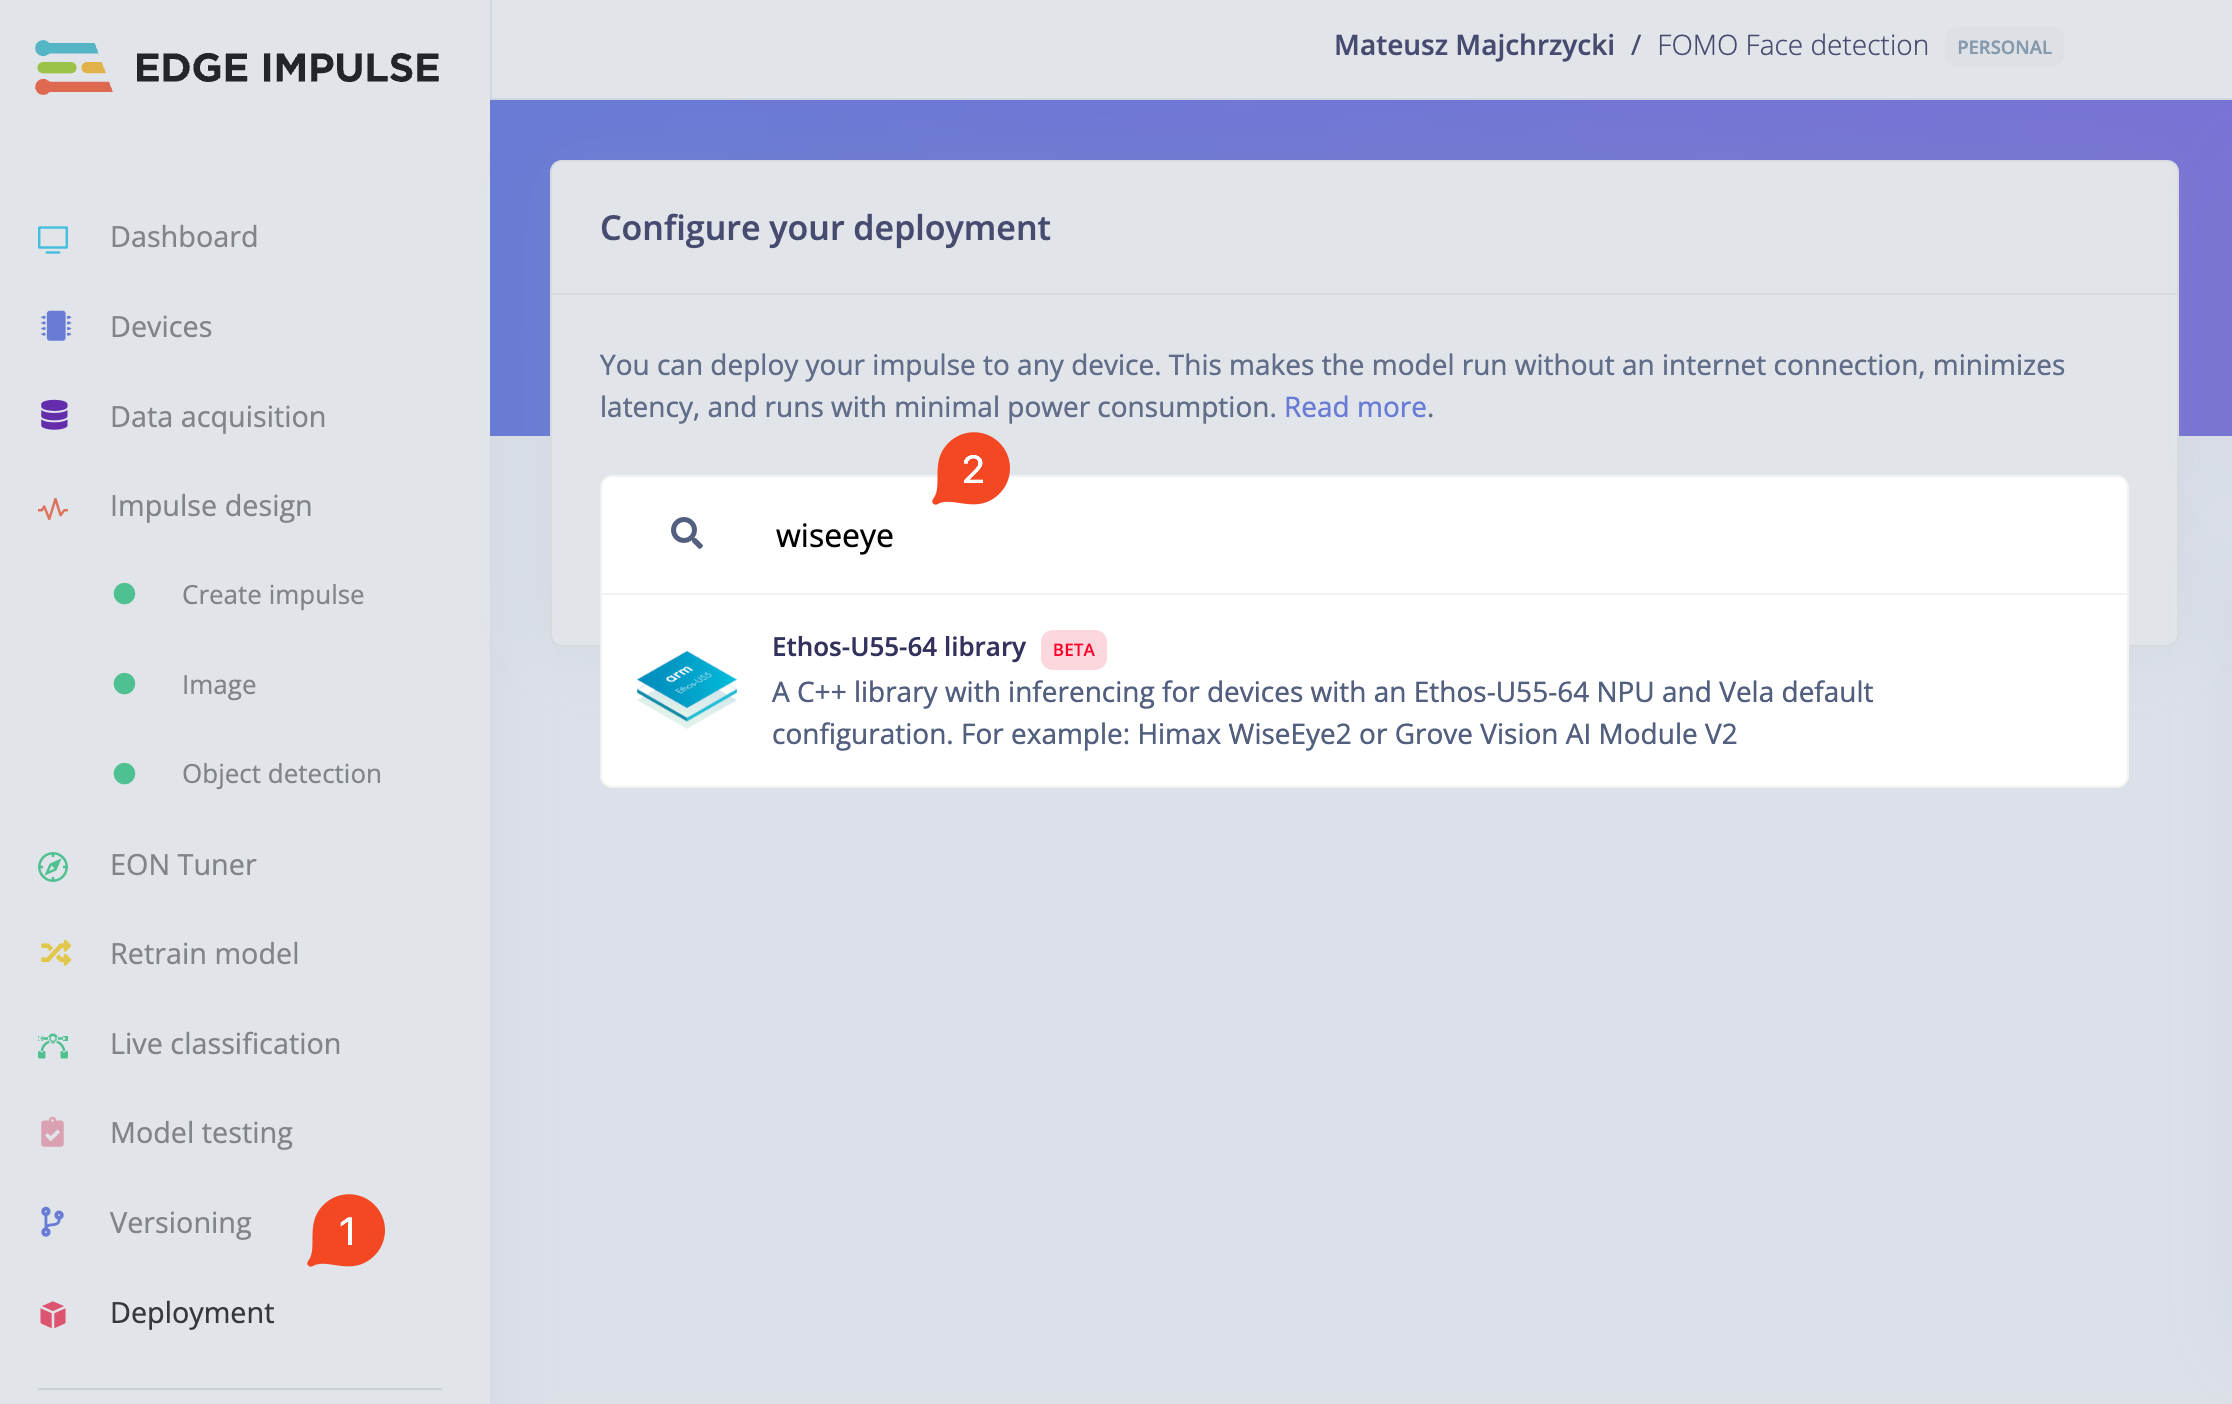 EDGE IMPULSE
Mateusz Majchrzycki / FOMO Face detection PERSONAL
Dashboard
Devices
Data acquisition
Impulse design
Create impulse
Image
Object detection
EON Tuner
Retrain model
Live classification
Model testing
Versioning
1
Deployment
Configure your deployment
You can deploy your impulse to any device. This makes the model run without an internet connection, minimizes
latency, and runs with minimal power consumption. Read more.
2
wiseeye
arm
Ethos-U55
Ethos-U55-64 library BETA
A C++ library with inferencing for devices with an Ethos-U55-64 NPU and Vela default
configuration. For example: Himax WiseEye2 or Grove Vision AI Module V2